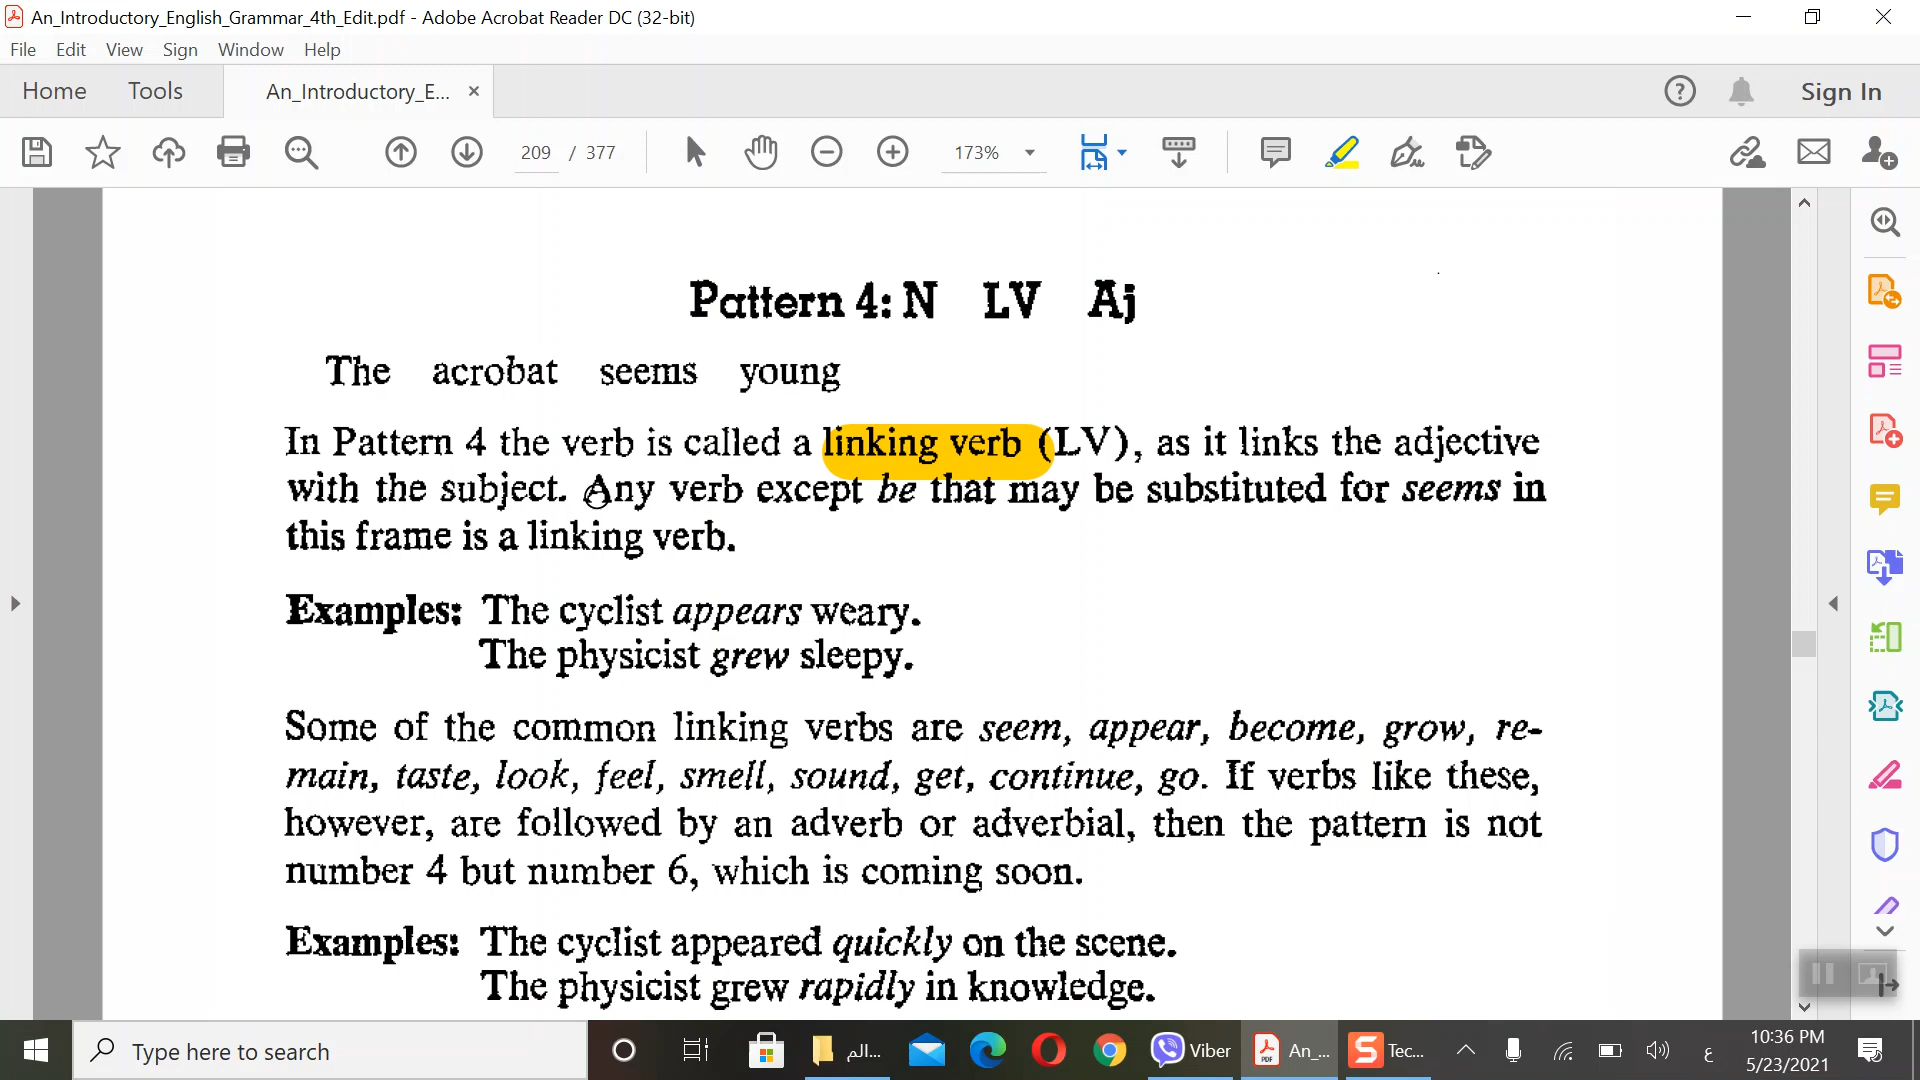 An_Introductory_English_Grammar_4th_Edit.pdf - Adobe Acrobat Reader DC (32-bit)
File Edit View Sign Window Help
Home Tools An_Introductory_E... × Sign In
209 / 377 173%
Pattern 4: N LV Aj
The acrobat seems young
In Pattern 4 the verb is called a linking verb (LV), as it links the adjective
with the subject. Any verb except be that may be substituted for seems in
this frame is a linking verb.
Examples: The cyclist appears weary.
The physicist grew sleepy.
Some of the common linking verbs are seem, appear, become, grow, re-
main, taste, look, feel, smell, sound, get, continue, go. If verbs like these,
however, are followed by an adverb or adverbial, then the pattern is not
number 4 but number 6, which is coming soon.
Examples: The cyclist appeared quickly on the scene.
The physicist grew rapidly in knowledge.
Type here to search
الم...
Viber
An_...
Tec...
ع
10:36 PM
5/23/2021